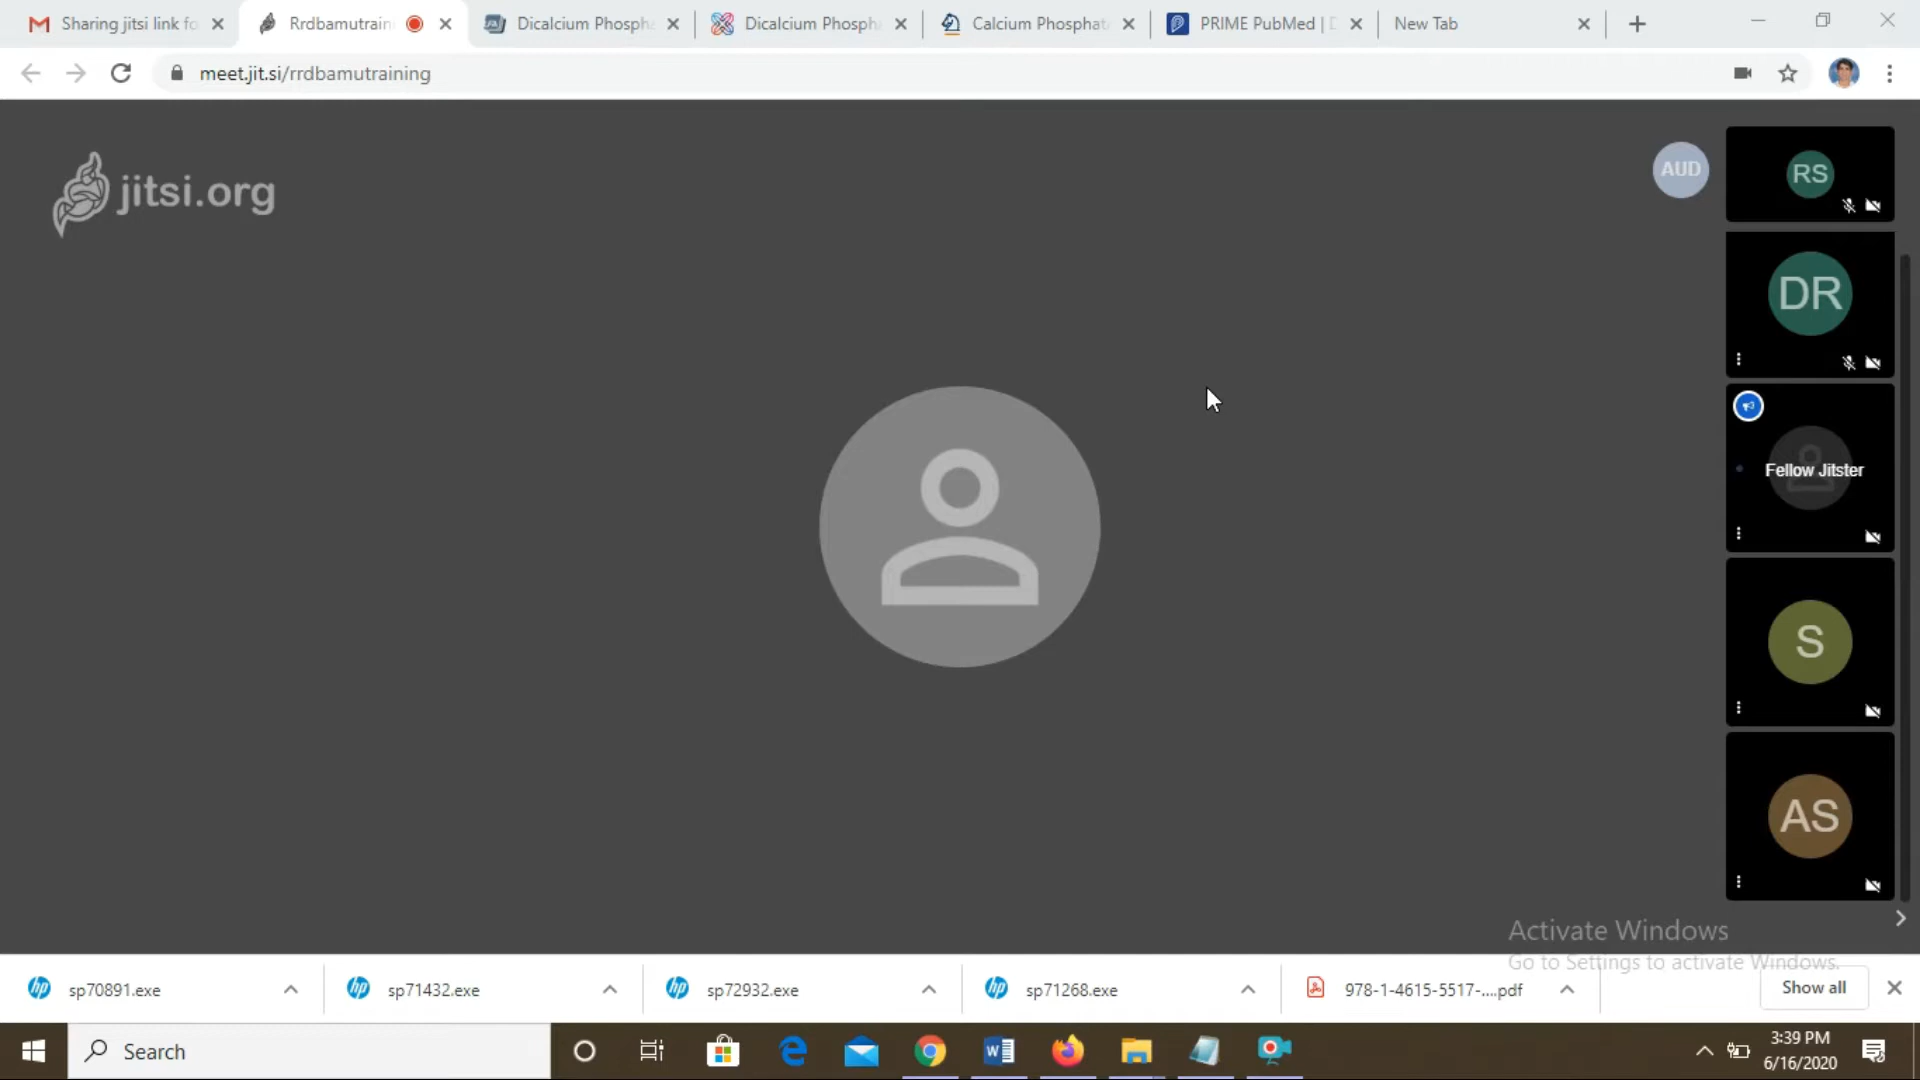 Sharing jitsi link fo
Rrdbamutrain
Dicalcium Phospha
Dicalcium Phospha
Calcium Phosphat
PRIME PubMed | D
New Tab
meet.jit.si/rrdbamutraining
jitsi.org
AUD
RS
DR
Fellow Jitster
S
AS
Activate Windows
Go to Settings to activate Windows.
sp70891.exe
sp71432.exe
sp72932.exe
sp71268.exe
978-1-4615-5517-....pdf
Show all
Search
3:39 PM
6/16/2020